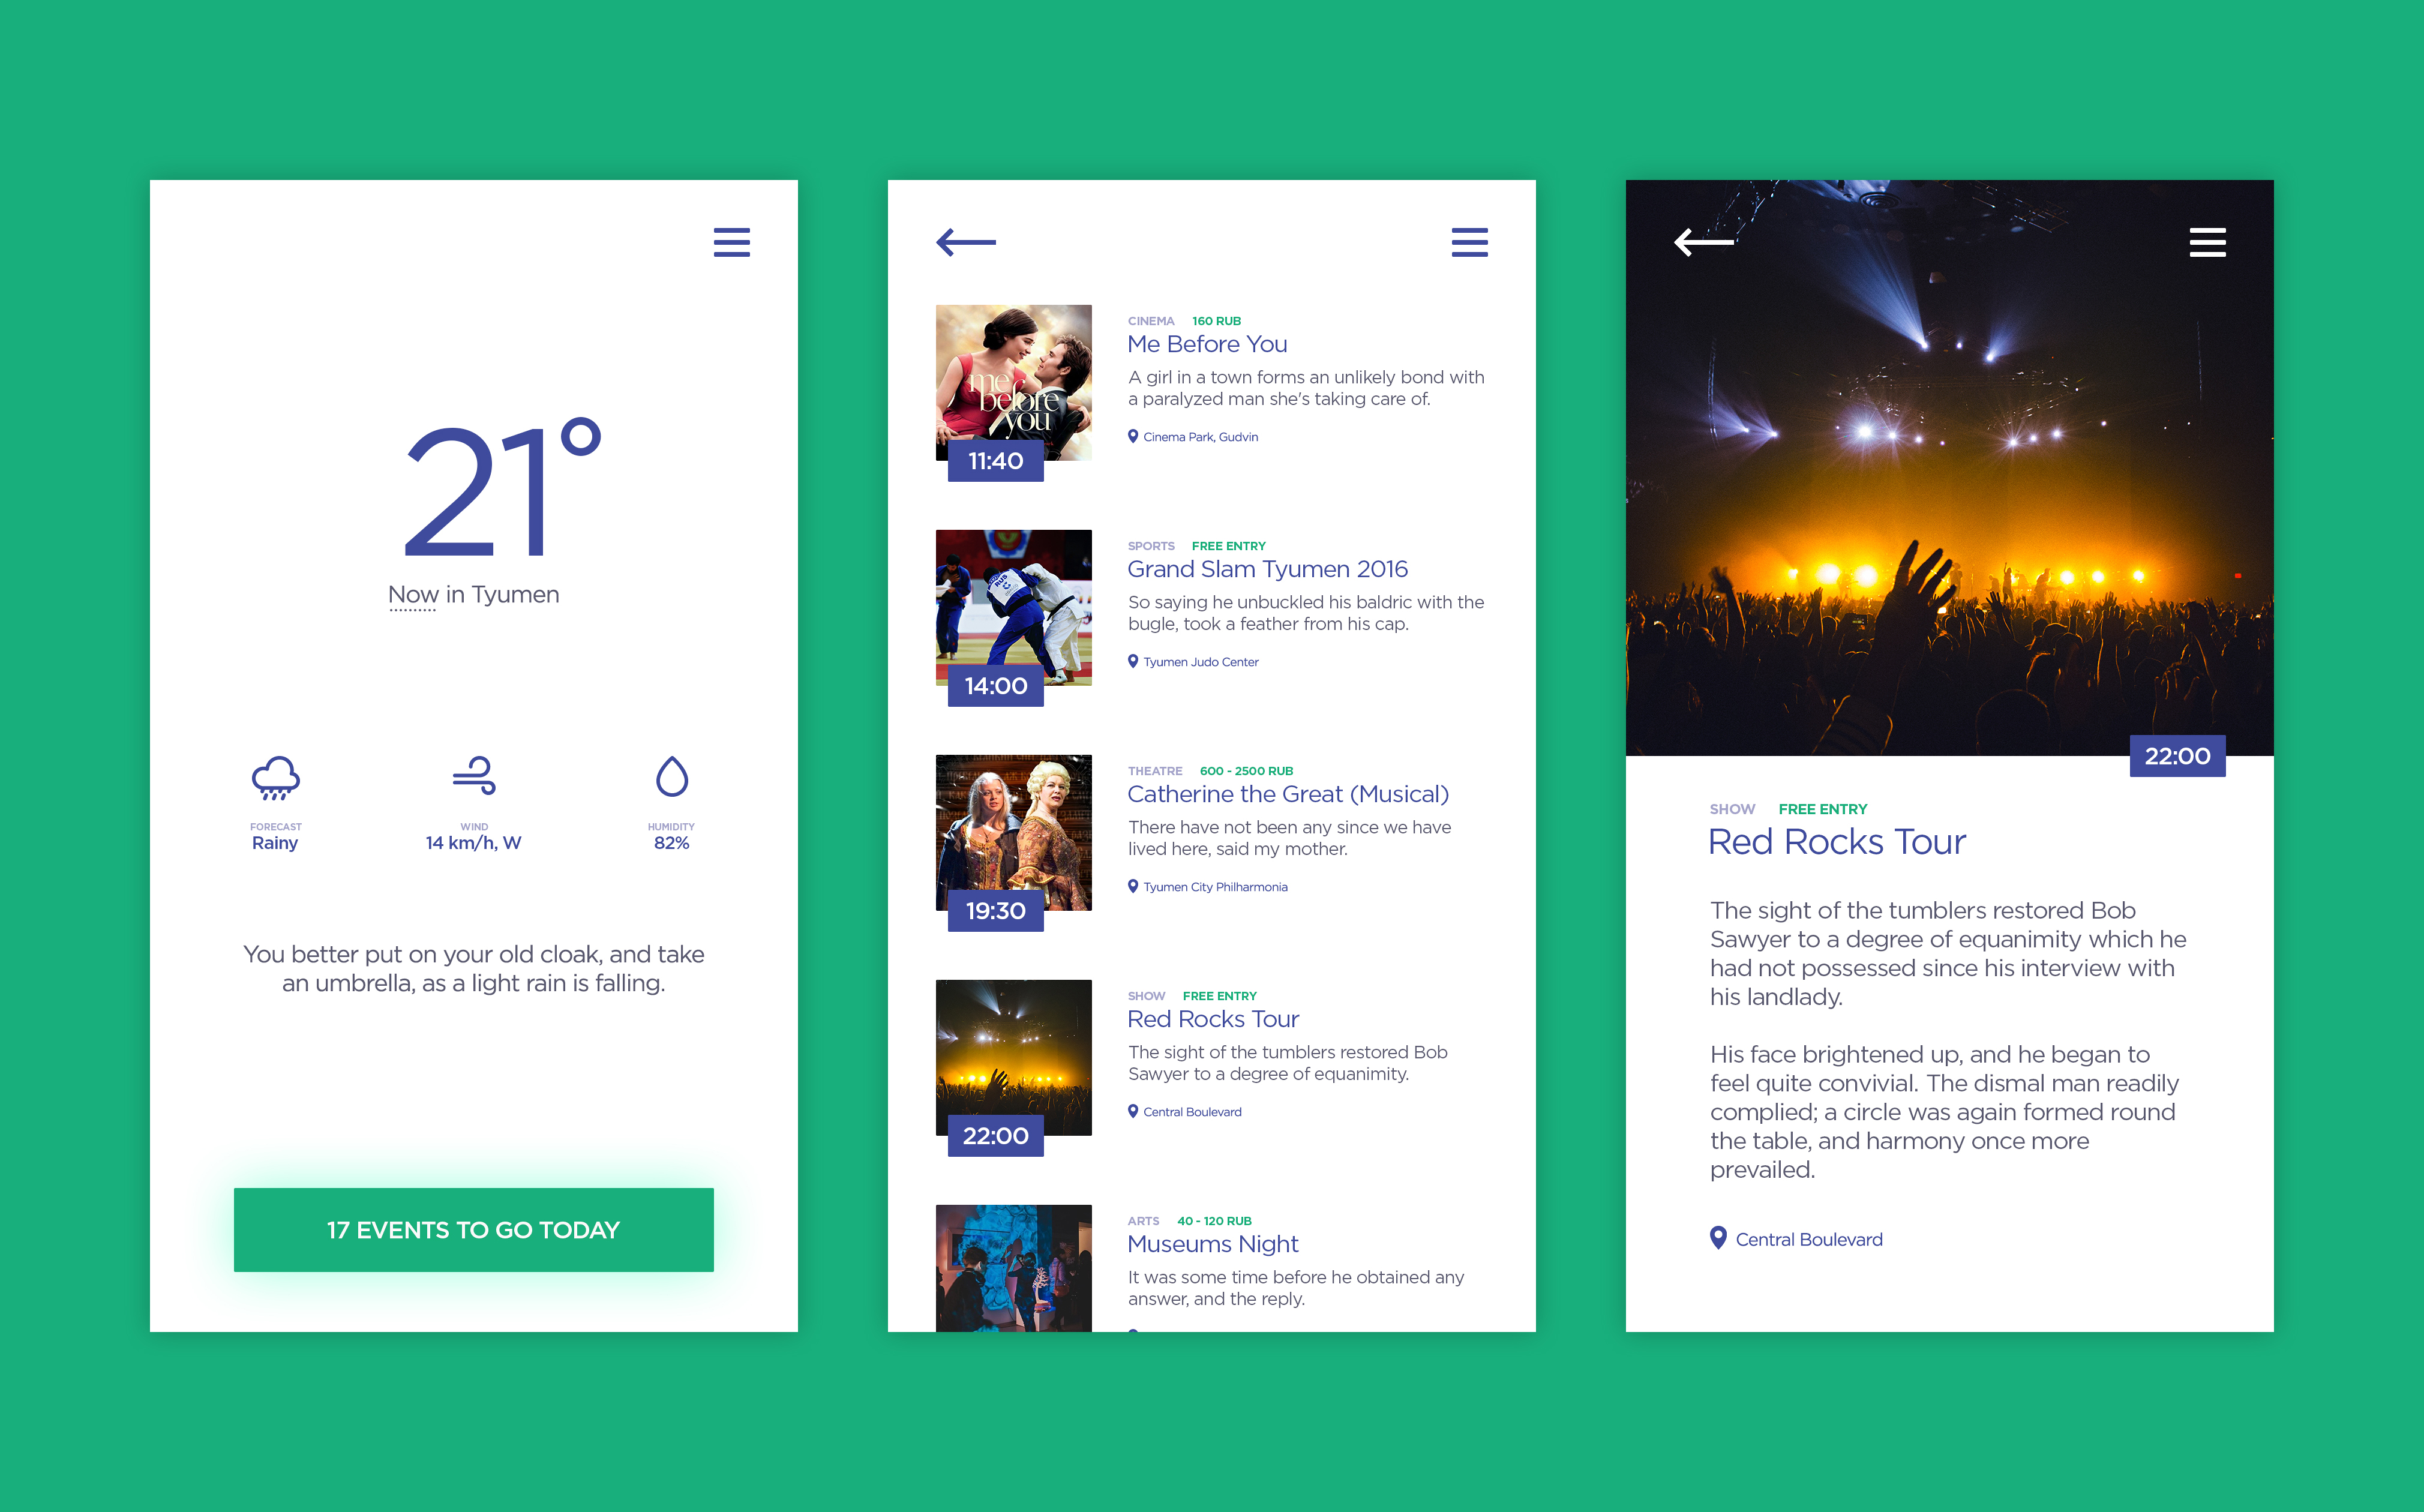 21°
Now in Tyumen
FORECAST
Rainy
WIND
14 km/h, W
HUMIDITY
82%
You better put on your old cloak, and take
an umbrella, as a light rain is falling.
17 EVENTS TO GO TODAY
me
before
you
11:40
CINEMA 160 RUB
Me Before You
A girl in a town forms an unlikely bond with
a paralyzed man she's taking care of.
Cinema Park, Gudvin
RUS
14:00
SPORTS FREE ENTRY
Grand Slam Tyumen 2016
So saying he unbuckled his baldric with the
bugle, took a feather from his cap.
Tyumen Judo Center
19:30
THEATRE 600 - 2500 RUB
Catherine the Great (Musical)
There have not been any since we have
lived here, said my mother.
Tyumen City Philharmonia
22:00
SHOW FREE ENTRY
Red Rocks Tour
The sight of the tumblers restored Bob
Sawyer to a degree of equanimity.
Central Boulevard
ARTS 40 - 120 RUB
Museums Night
It was some time before he obtained any
answer, and the reply.
22:00
SHOW FREE ENTRY
Red Rocks Tour
The sight of the tumblers restored Bob
Sawyer to a degree of equanimity which he
had not possessed since his interview with
his landlady.
His face brightened up, and he began to
feel quite convivial. The dismal man readily
complied; a circle was again formed round
the table, and harmony once more
prevailed.
Central Boulevard